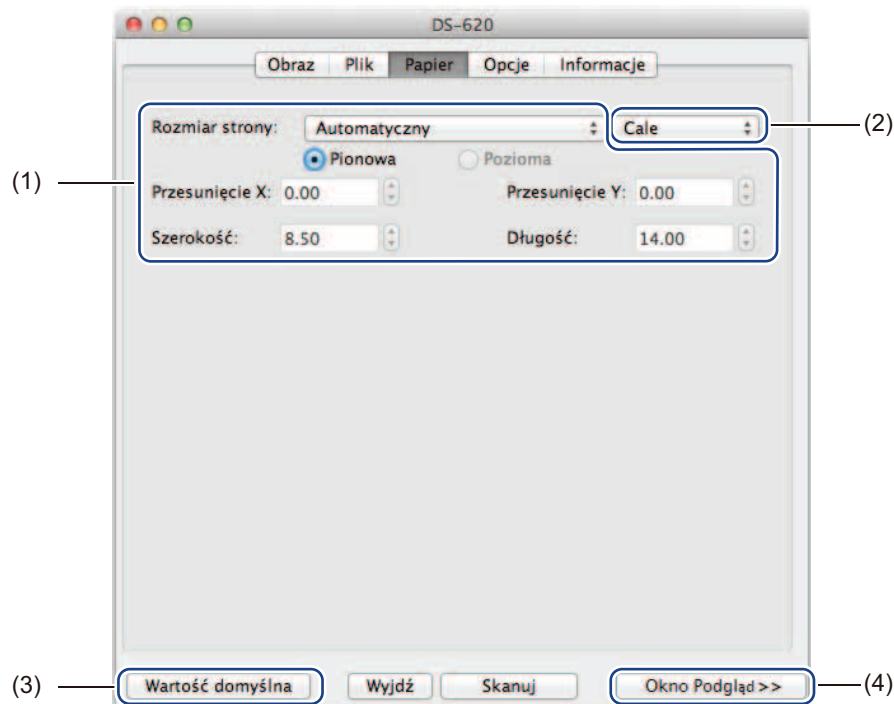 DS-620
Obraz Plik Papier Opcje Informacje
Rozmiar strony: Automatyczny Cale (2)
Pionowa Pozioma
(1) Przesunięcie X: 0.00 Przesunięcie Y: 0.00
Szerokość: 8.50 Długość: 14.00
(3) Wartość domyślna Wyjdź Skanuj Okno Podgląd>> (4)